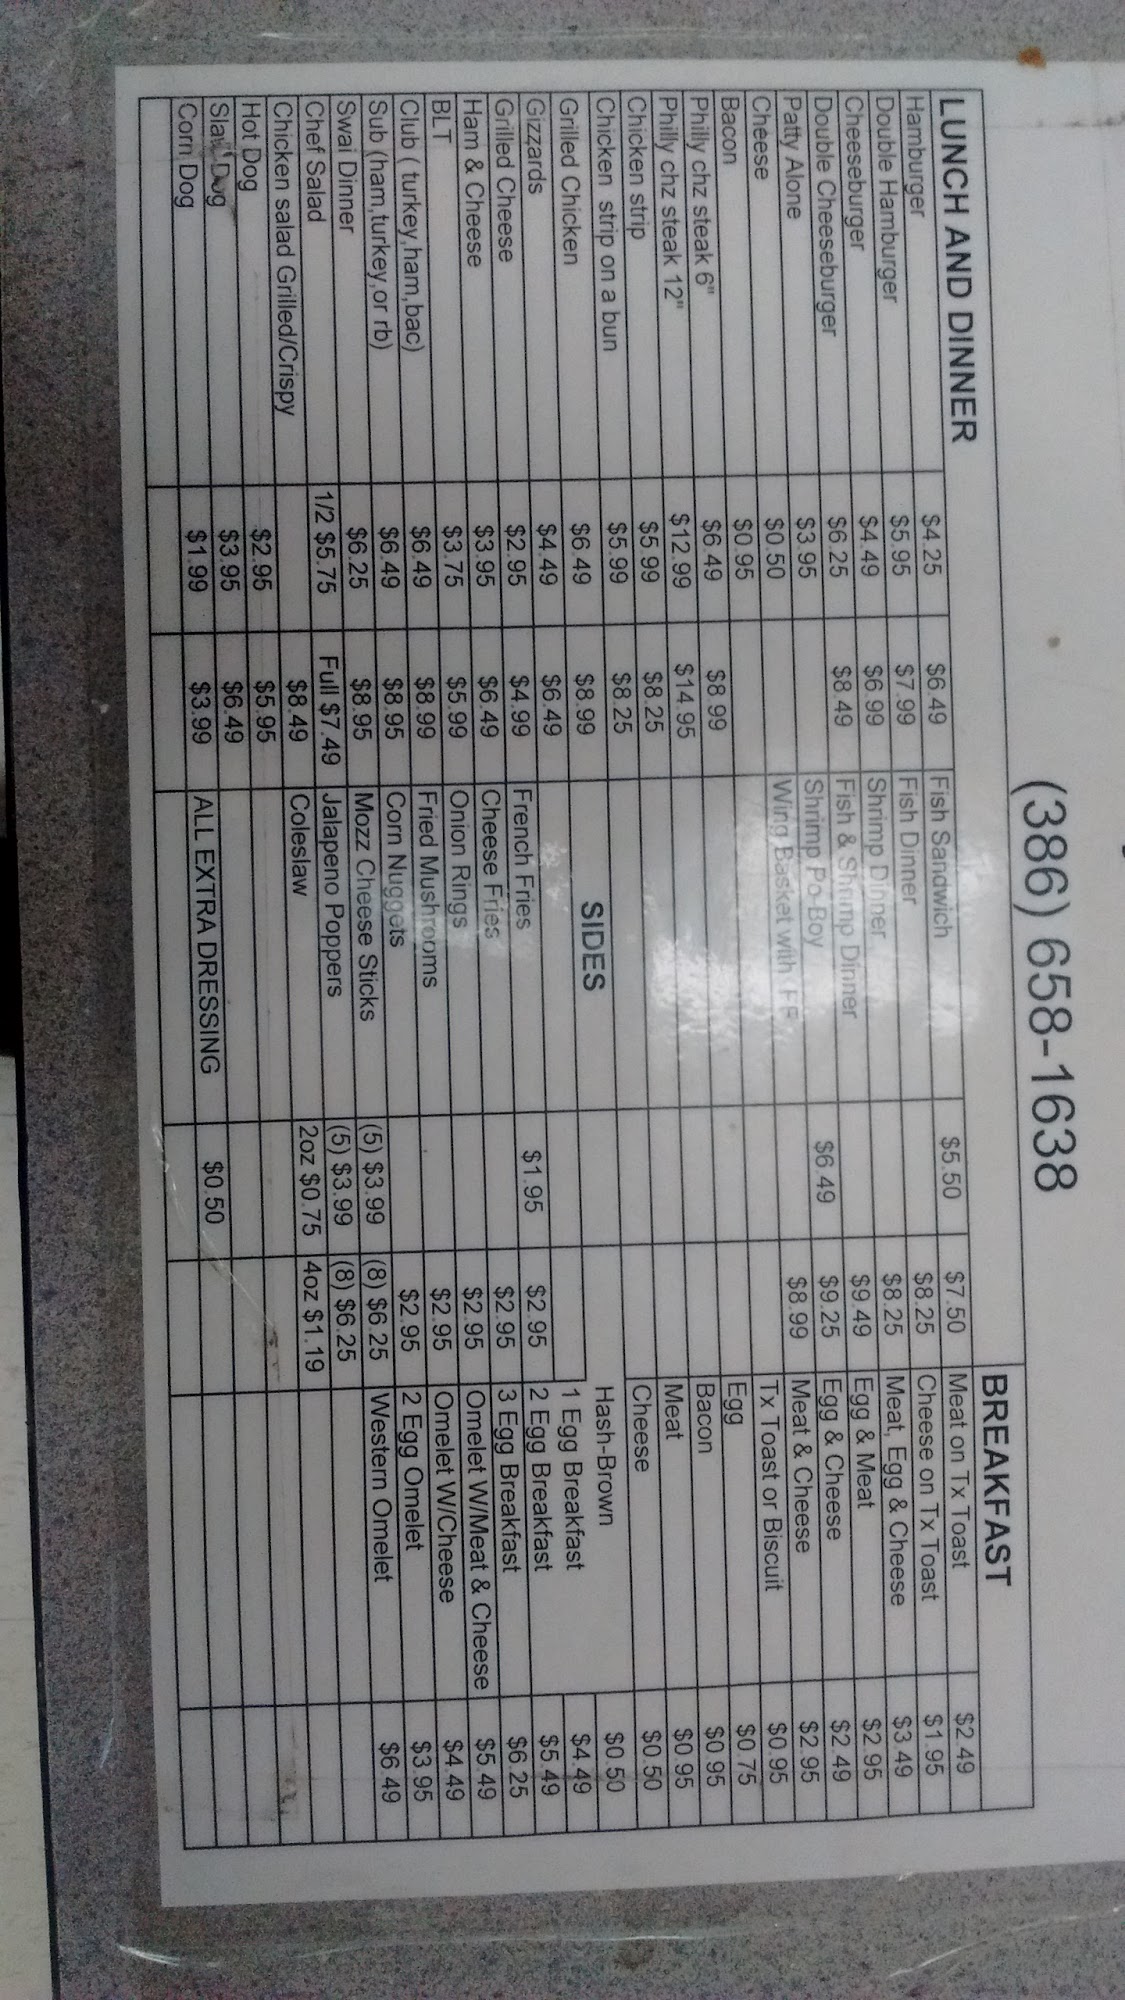 (386) 658-1638
LUNCH AND DINNER BREAKFAST
Hamburger $4.25 $6.49 Fish Sandwich $5.50 $7.50 Meat on Tx Toast $2.49
Double Hamburger $5.95 $7.99 Fish Dinner $8.25 Cheese on Tx Toast $1.95
Cheeseburger $4.49 $6.99 Shrimp Dinner $8.25 Meat, Egg & Cheese $3.49
Double Cheeseburger $6.25 $8.49 Fish & Shrimp Dinner $9.49 Egg & Meat $2.95
Patty Alone $3.95 Shrimp Po-Boy $6.49 $9.25 Egg & Cheese $2.49
Cheese $0.50 Wing Basket with FF $8.99 Meat & Cheese $2.95
Bacon $0.95 Tx Toast or Biscuit $0.95
Philly chz steak 6" $6.49 $8.99 Egg $0.75
Philly chz steak 12" $12.99 $14.95 Bacon $0.95
Chicken strip $5.99 $8.25 Meat $0.95
Chicken strip on a bun $5.99 $8.25 Cheese $0.50
Grilled Chicken $6.49 $8.99 SIDES Hash-Brown $0.50
Gizzards $4.49 $6.49 1 Egg Breakfast $4.49
Grilled Cheese $2.95 $4.99 French Fries $1.95 $2.95 2 Egg Breakfast $5.49
Ham & Cheese $3.95 $6.49 Cheese Fries $2.95 3 Egg Breakfast $6.25
BLT $3.75 $5.99 Onion Rings $2.95 Omelet W/Meat & Cheese $5.49
Club ( turkey,ham,bac) $6.49 $8.99 Fried Mushrooms $2.95 Omelet W/Cheese $4.49
Sub (ham,turkey,or rb) $6.49 $8.95 Corn Nuggets $2.95 2 Egg Omelet $3.95
Swai Dinner $6.25 $8.95 Mozz Cheese Sticks (5) $3.99 (8) $6.25 Western Omelet $6.49
Chef Salad 1/2 $5.75 Full $7.49 Jalapeno Poppers (5) $3.99 (8) $6.25
Chicken salad Grilled/Crispy $8.49 Coleslaw 2oz $0.75 4oz $1.19
Hot Dog $2.95 $5.95
Slaw Dog $3.95 $6.49
Corn Dog $1.99 $3.99 ALL EXTRA DRESSING $0.50